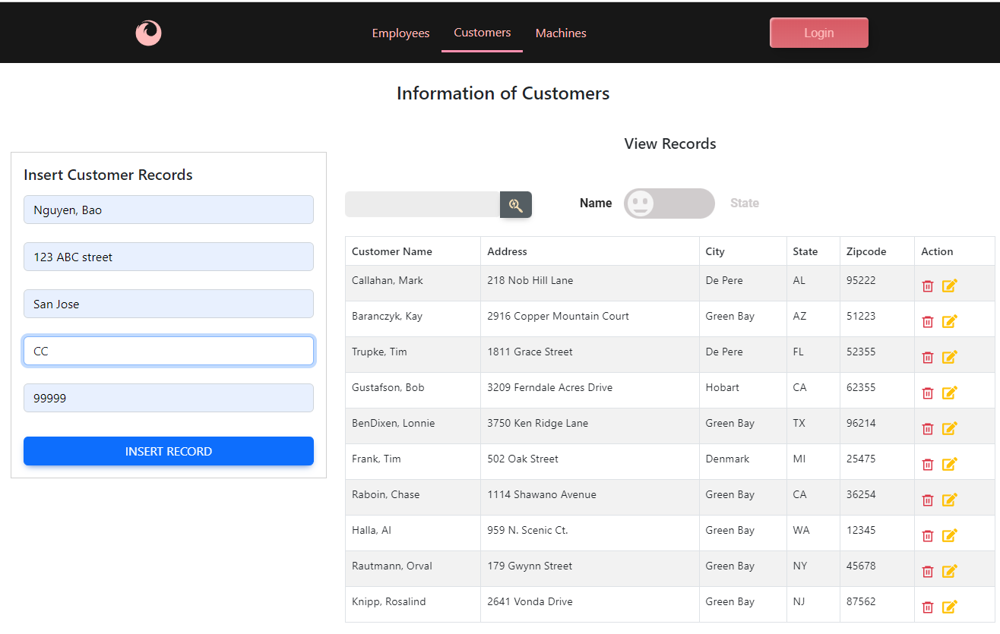 Employees Customers Machines Login
Information of Customers
View Records
Insert Customer Records
Nguyen, Bao
123 ABC street
San Jose
CC
99999
INSERT RECORD
Name State
Customer Name Address City State Zipcode Action
Callahan, Mark 218 Nob Hill Lane De Pere AL 95222
Baranczyk, Kay 2916 Copper Mountain Court Green Bay AZ 51223
Trupke, Tim 1811 Grace Street De Pere FL 52355
Gustafson, Bob 3209 Ferndale Acres Drive Hobart CA 62355
BenDixen, Lonnie 3750 Ken Ridge Lane Green Bay TX 96214
Frank, Tim 502 Oak Street Denmark MI 25475
Raboin, Chase 1114 Shawano Avenue Green Bay CA 36254
Halla, Al 959 N. Scenic Ct. Green Bay WA 12345
Rautmann, Orval 179 Gwynn Street Green Bay NY 45678
Knipp, Rosalind 2641 Vonda Drive Green Bay NJ 87562